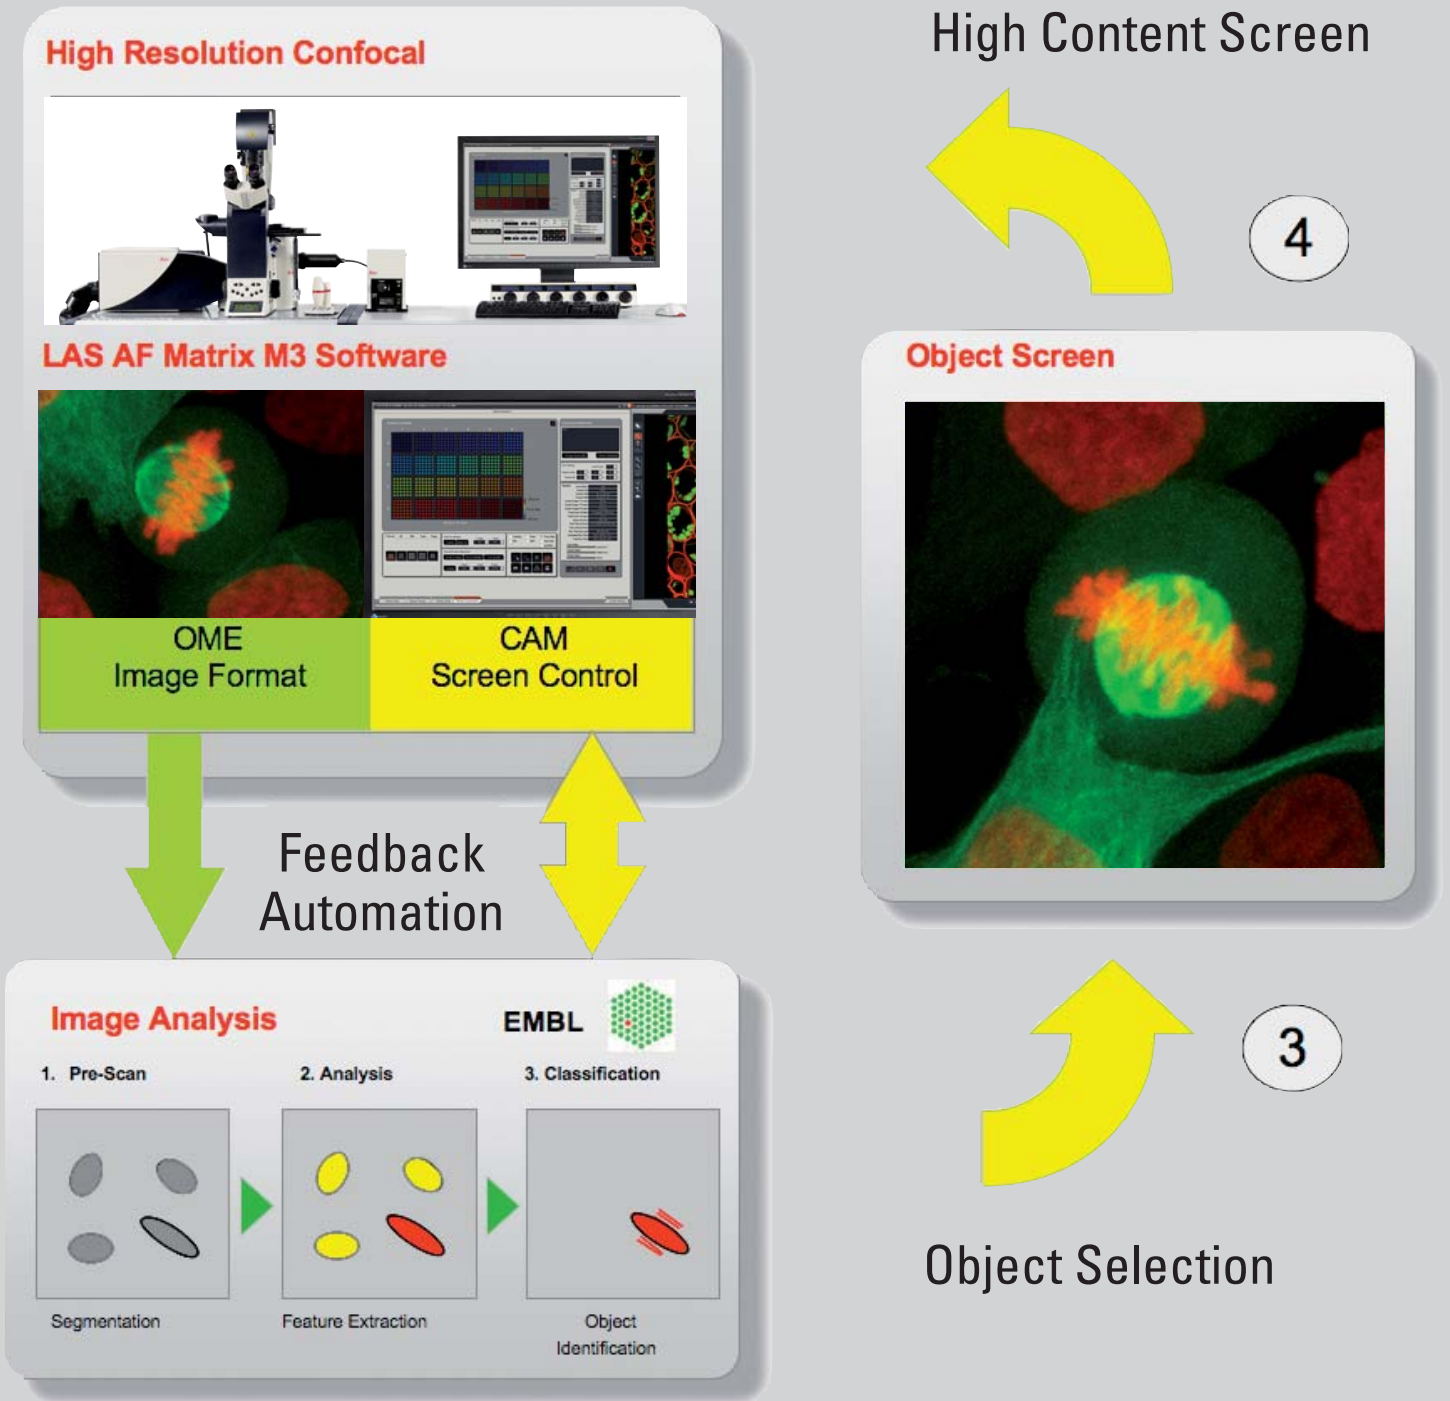 High Resolution Confocal
LAS AF Matrix M3 Software
OME
Image Format
CAM
Screen Control
Feedback
Automation
Image Analysis
EMBL
1. Pre-Scan
2. Analysis
3. Classification
Segmentation
Feature Extraction
Object
Identification
High Content Screen
4
Object Screen
3
Object Selection